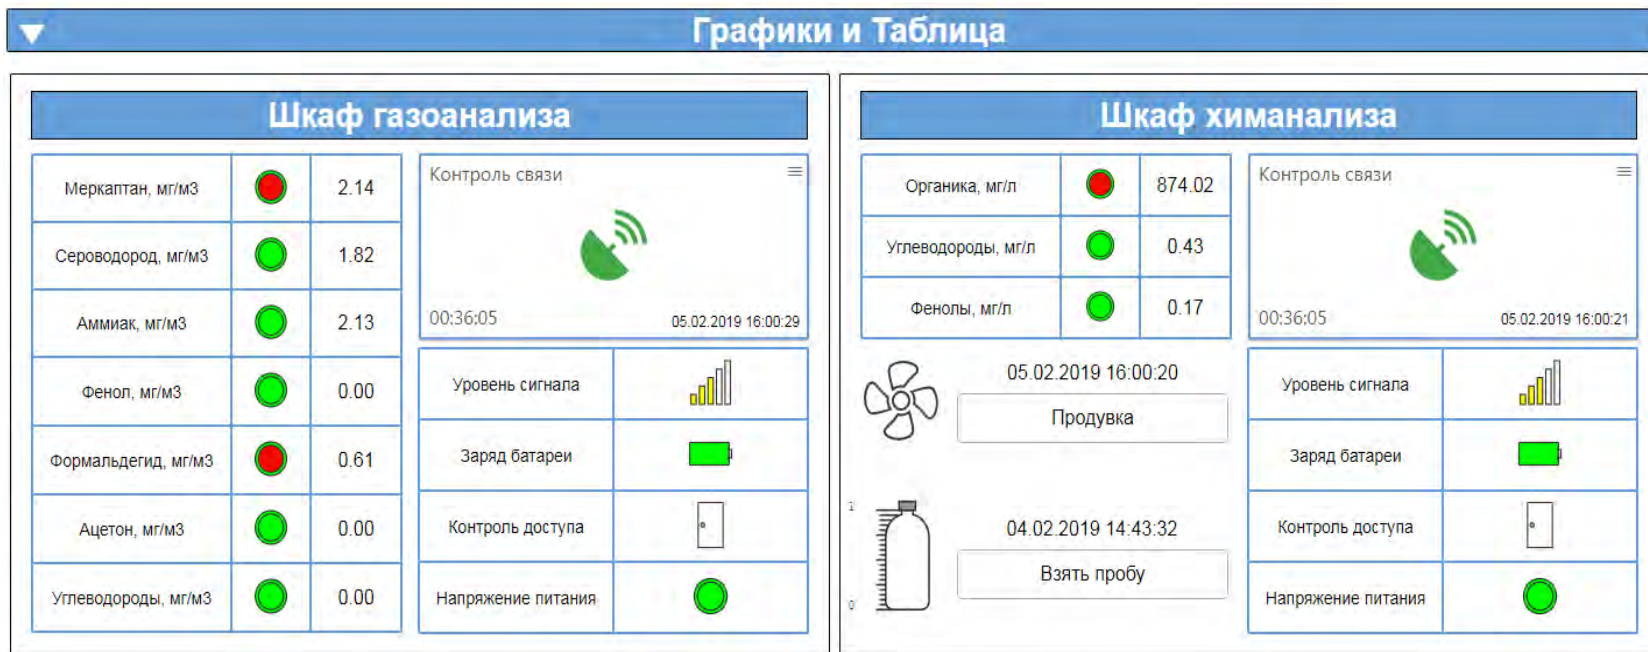 Графики и Таблица
Шкаф газоанализа
Меркаптан, мг/м3 2.14
Сероводород, мг/м3 1.82
Аммиак, мг/м3 2.13
Фенол, мг/м3 0.00
Формальдегид, мг/м3 0.61
Ацетон, мг/м3 0.00
Углеводороды, мг/м3 0.00
Контроль связи
00:36:05 05.02.2019 16:00:29
Уровень сигнала
Заряд батареи
Контроль доступа
Напряжение питания
Шкаф химанализа
Органика, мг/л 874.02
Углеводороды, мг/л 0.43
Фенолы, мг/л 0.17
05.02.2019 16:00:20
Продувка
1
04.02.2019 14:43:32
Взять пробу
0
Контроль связи
00:36:05 05.02.2019 16:00:21
Уровень сигнала
Заряд батареи
Контроль доступа
Напряжение питания